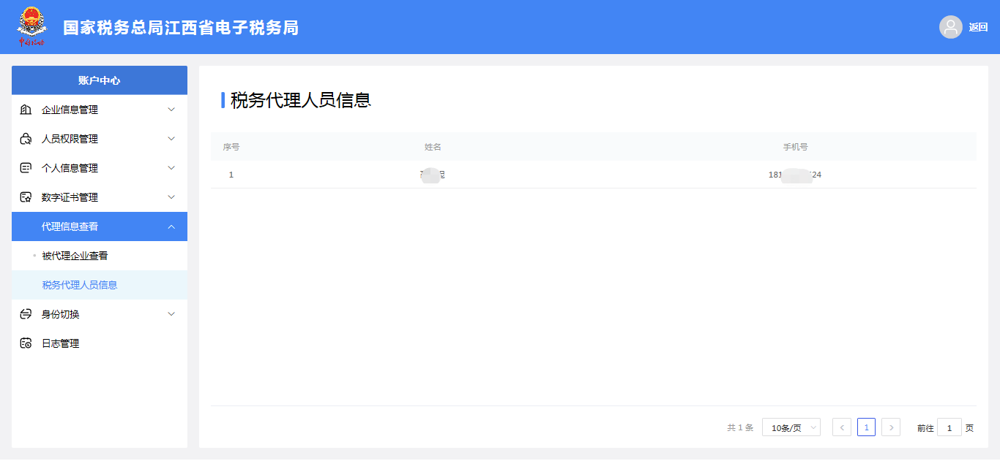 国家税务总局江西省电子税务局
返回
账户中心
企业信息管理
人员权限管理
个人信息管理
数字证书管理
代理信息查看
被代理企业查看
税务代理人员信息
身份切换
日志管理
税务代理人员信息
序号 姓名 手机号
1 181 24
共 1 条 10条/页 1 前往 1 页